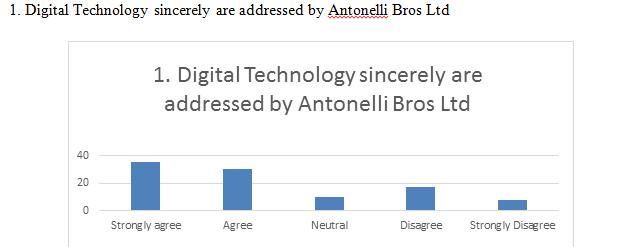 1. Digital Technology sincerely are addressed by Antonelli Bros Ltd
1. Digital Technology sincerely are
addressed by Antonelli Bros Ltd
40
20
0
Strongly agree Agree Neutral Disagree Strongly Disagree